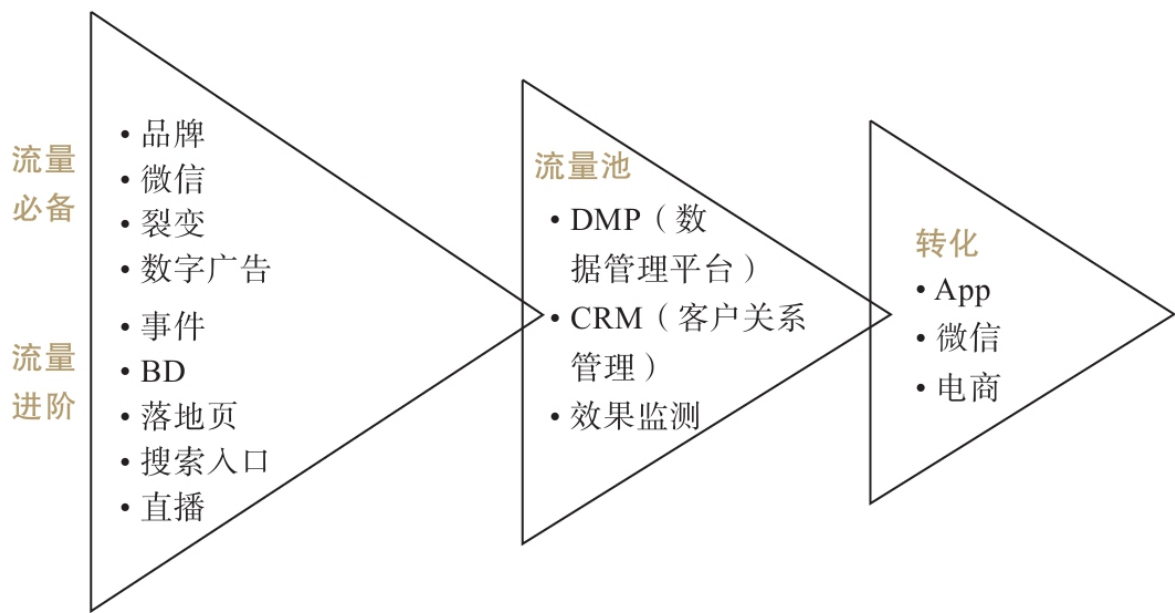 流量
必备
• 品牌
• 微信
• 裂变
• 数字广告
流量
进阶
• 事件
• BD
• 落地页
• 搜索入口
• 直播
流量池
• DMP（数
据管理平台）
• CRM（客户关系
管理）
• 效果监测
转化
• App
• 微信
• 电商